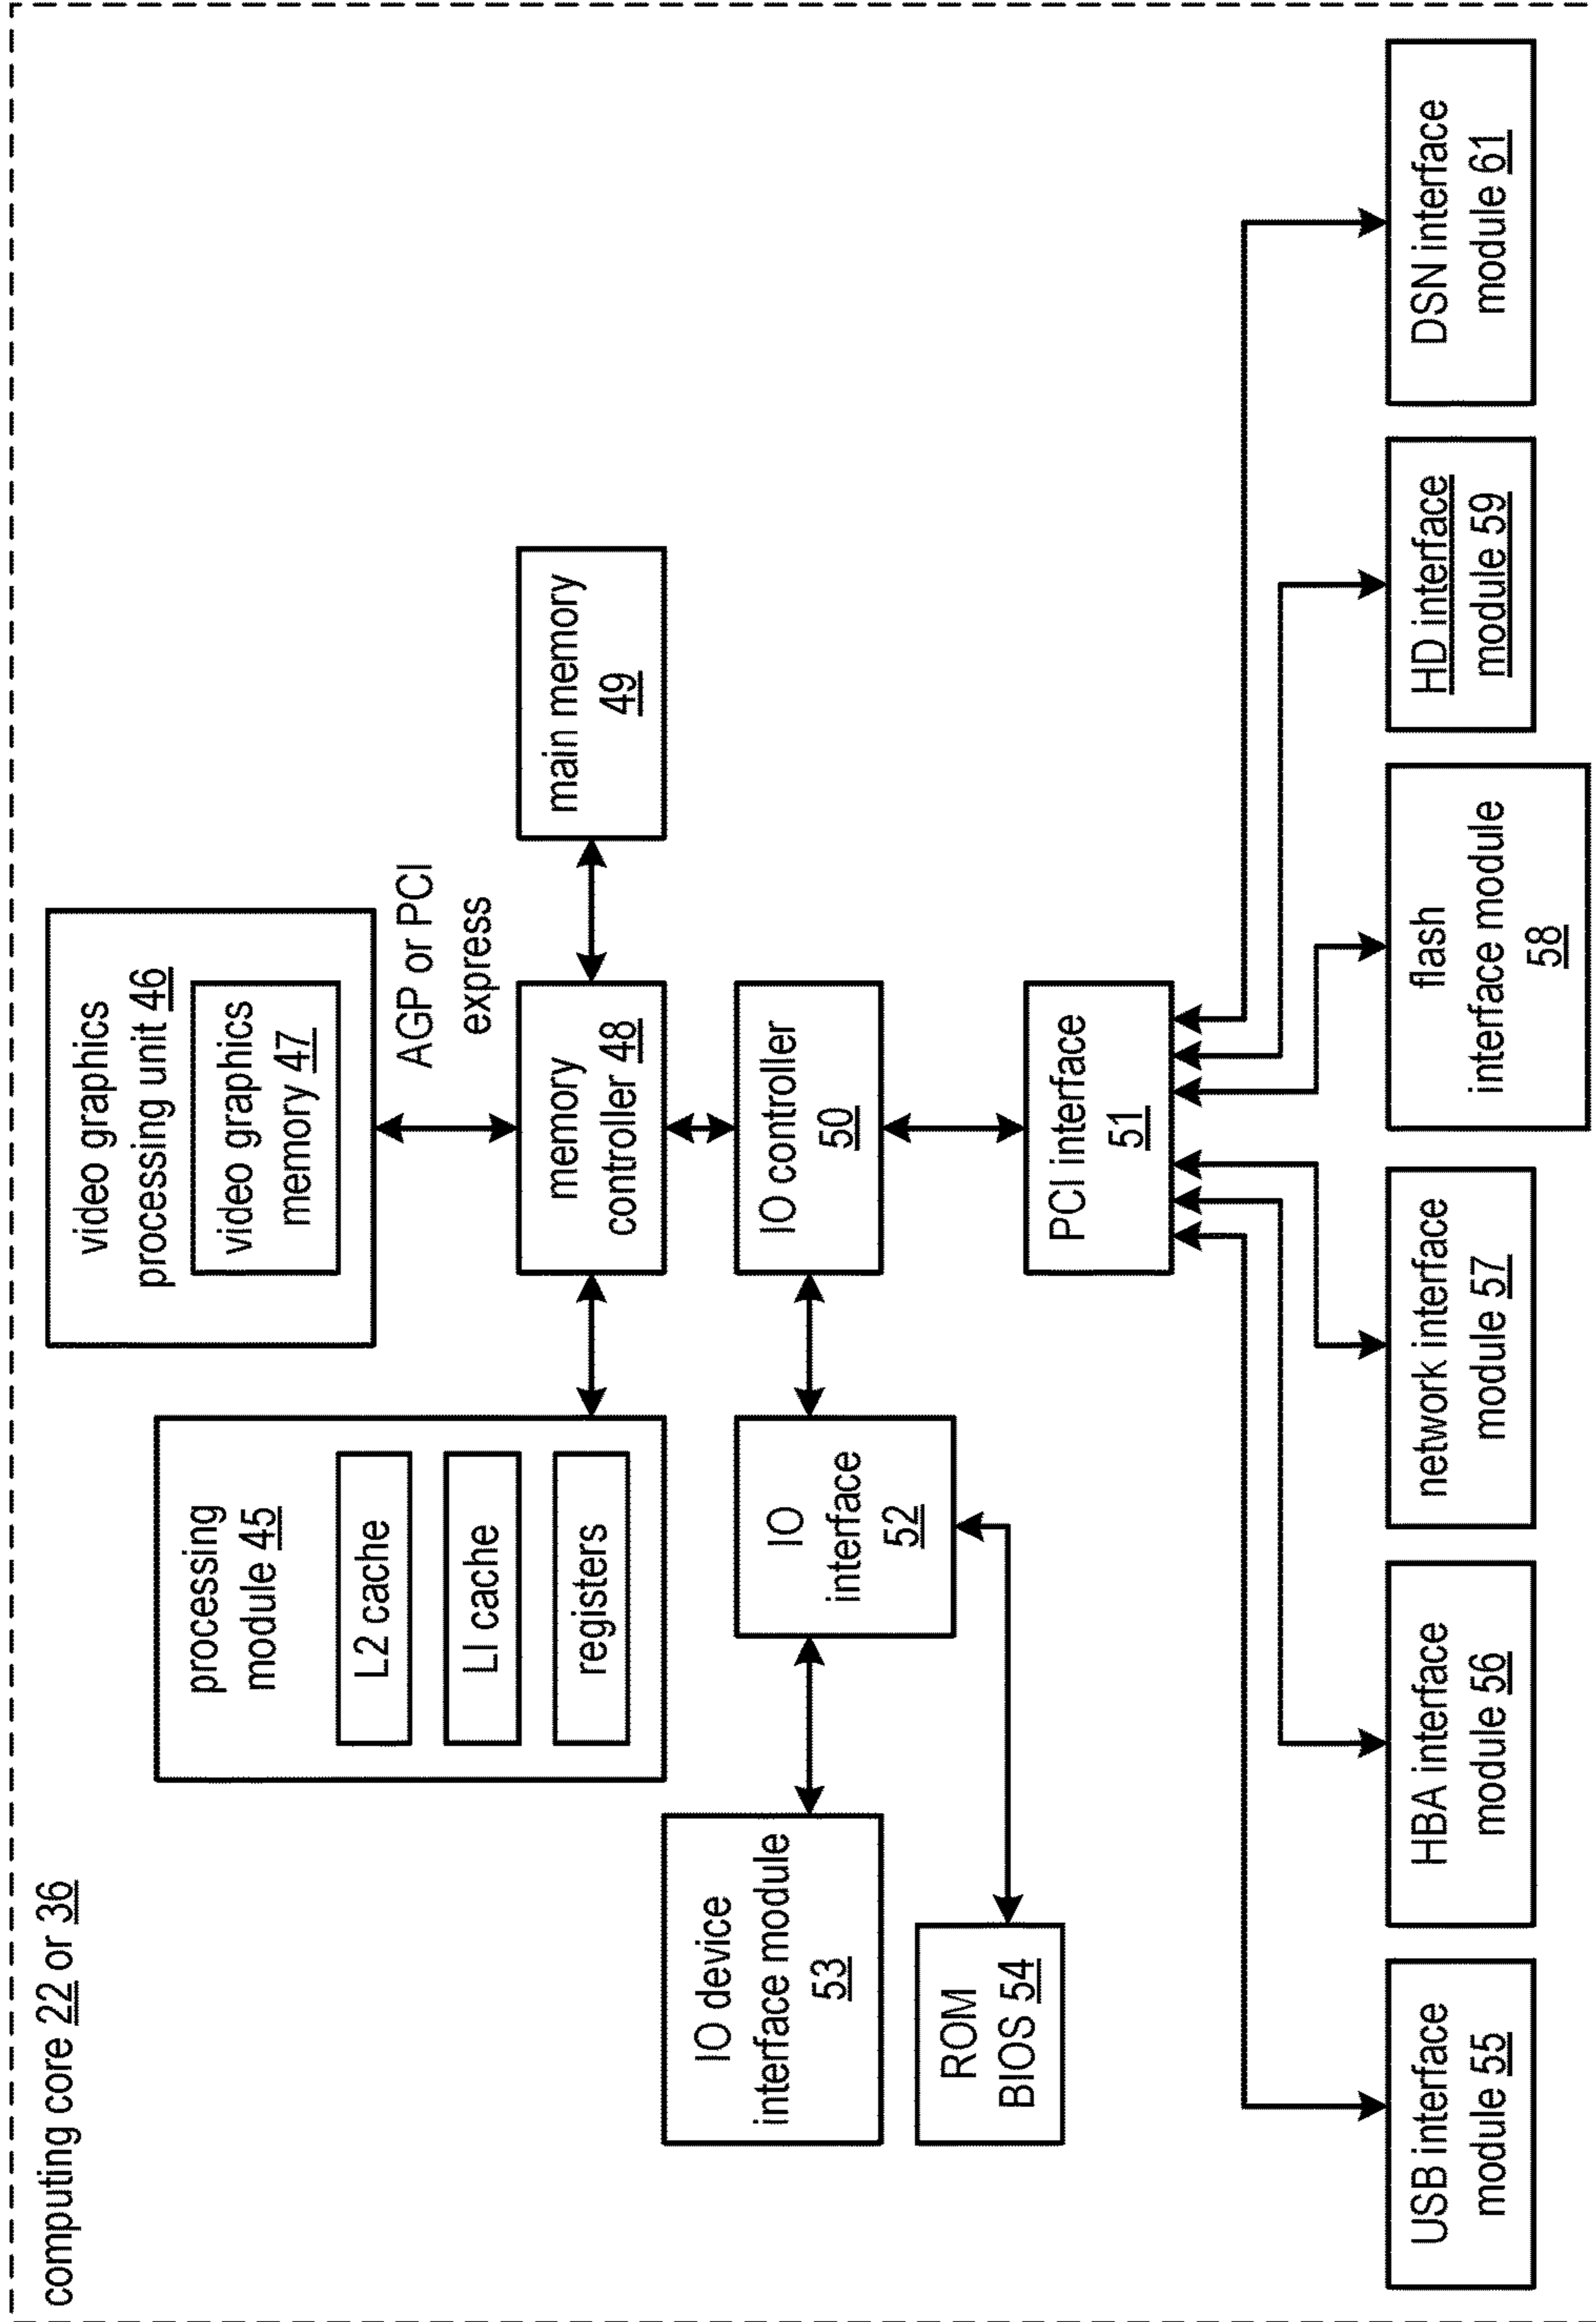 computing core 22 or 36
video graphics
processing unit 46
video graphics
memory 47
processing
module 45
L2 cache
LI cache
registers
AGP or PCI
express
memory
controller 48
main memory
49
IO device
interface module
53
IO
interface
52
IO controller
50
ROM
BIOS 54
PCI interface
51
USB interface
module 55
HBA interface
module 56
network interface
module 57
flash
interface module
58
HD interface
module 59
DSN interface
module 61